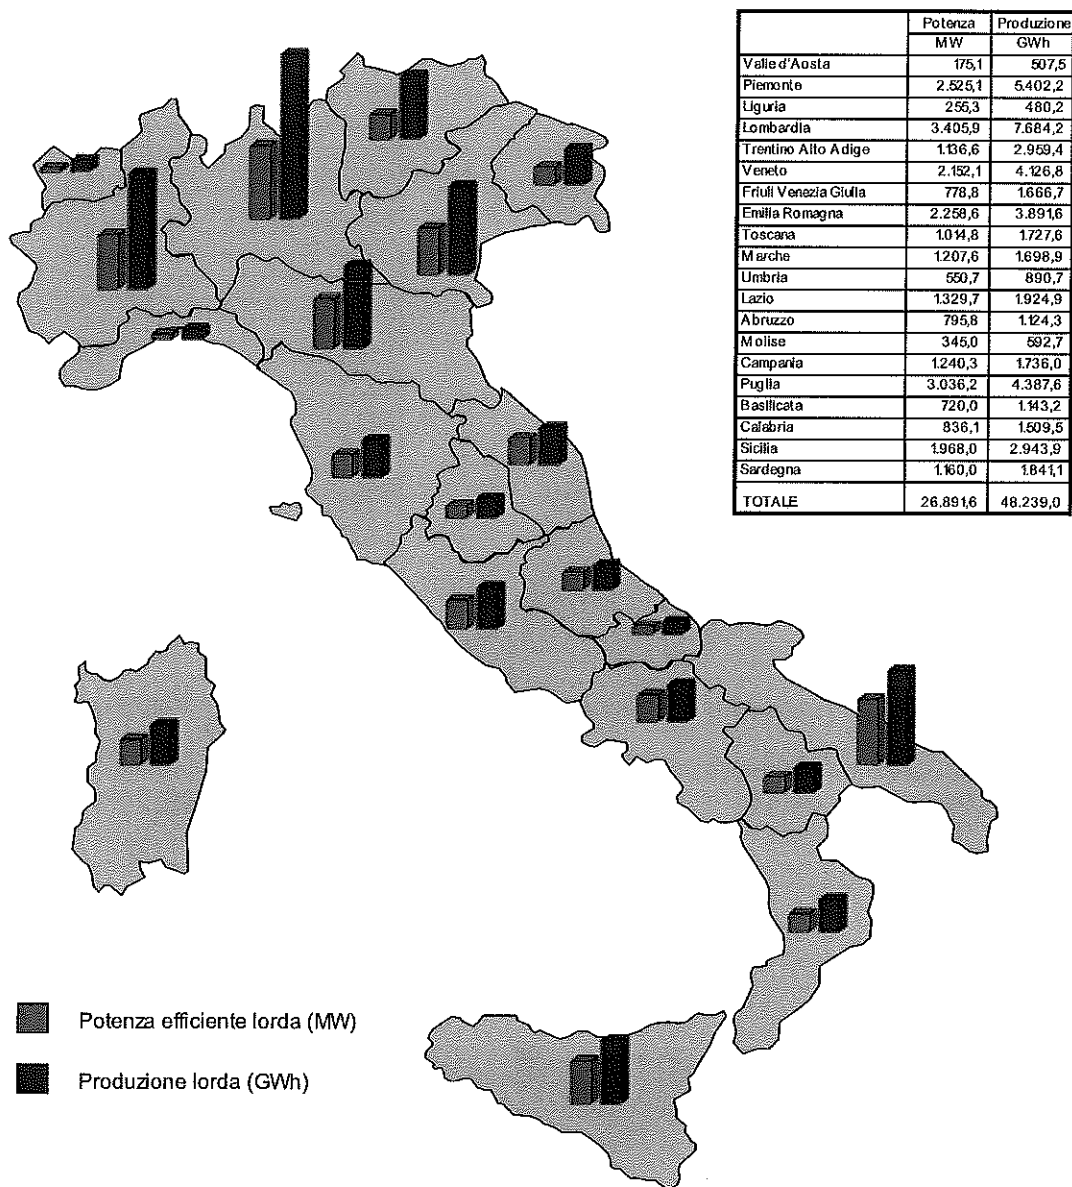 Potenza Produzione
MW GWh
Valle d'Aosta 175,1 507,5
Piemonte 2.525,1 5.402,2
Liguria 255,3 480,2
Lombardia 3.405,9 7.684,2
Trentino Alto Adige 1.136,6 2.959,4
Veneto 2.152,1 4.126,8
Friuli Venezia Giulia 778,8 1.666,7
Emilia Romagna 2.258,6 3.891,6
Toscana 1.014,8 1.727,6
Marche 1.207,6 1.698,9
Umbria 550,7 890,7
Lazio 1.329,7 1.924,9
Abruzzo 795,8 1.124,3
Molise 345,0 592,7
Campania 1.240,3 1.736,0
Puglia 3.036,2 4.387,6
Basilicata 720,0 1.143,2
Calabria 836,1 1.509,5
Sicilia 1.968,0 2.943,9
Sardegna 1.160,0 1.841,1
TOTALE 26.891,6 48.239,0
Potenza efficiente lorda (MW)
Produzione lorda (GWh)